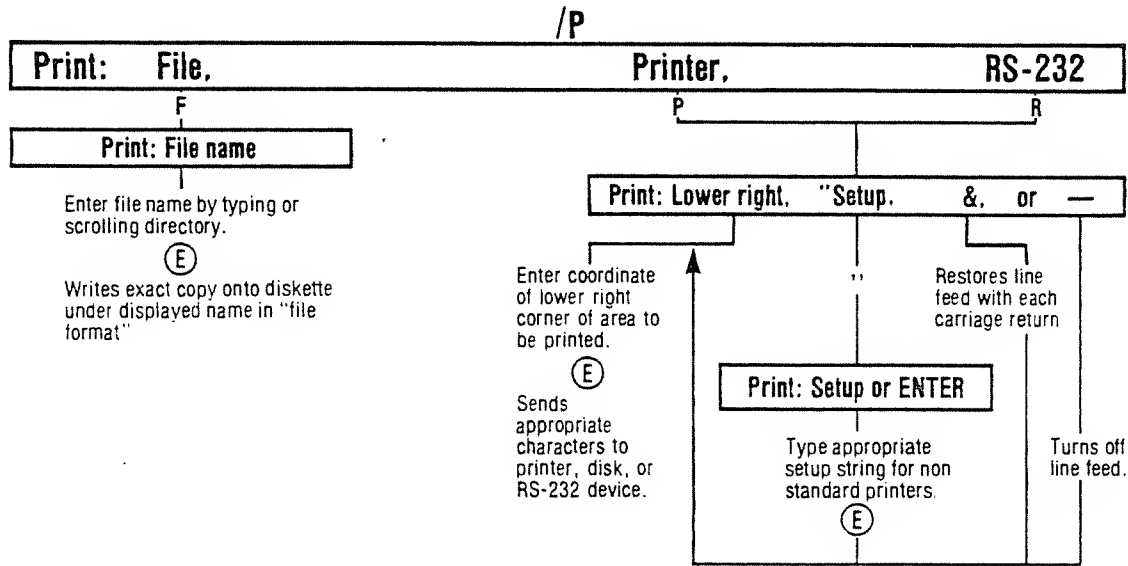 /P
Print: File, Printer, RS-232
F
P
R
Print: File name
Enter file name by typing or
scrolling directory.
E
Writes exact copy onto diskette
under displayed name in "file
format"
Print: Lower right, "Setup, &, or —
Enter coordinate
of lower right
corner of area to
be printed.
E
Sends
appropriate
characters to
printer, disk, or
RS-232 device.
"
Print: Setup or ENTER
Type appropriate
setup string for non
standard printers.
E
Restores line
feed with each
carriage return
Turns off
line feed.